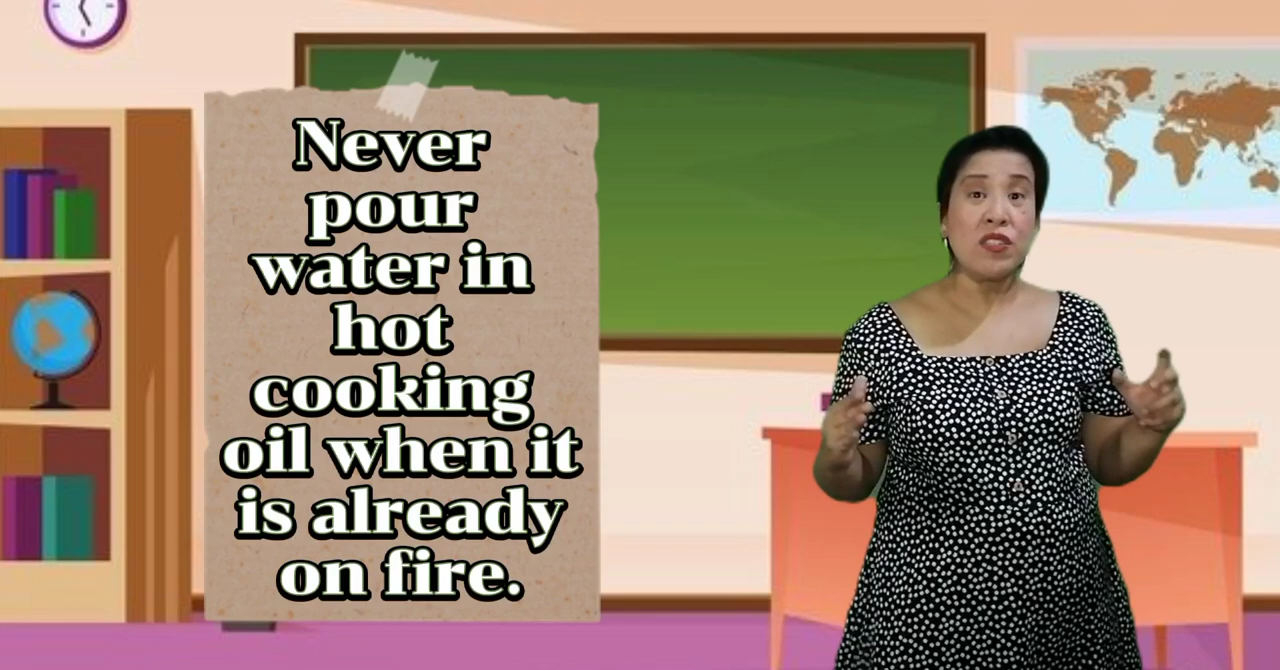 Never
pour
water in
hot
cooking
oil when it
is already
on fire.